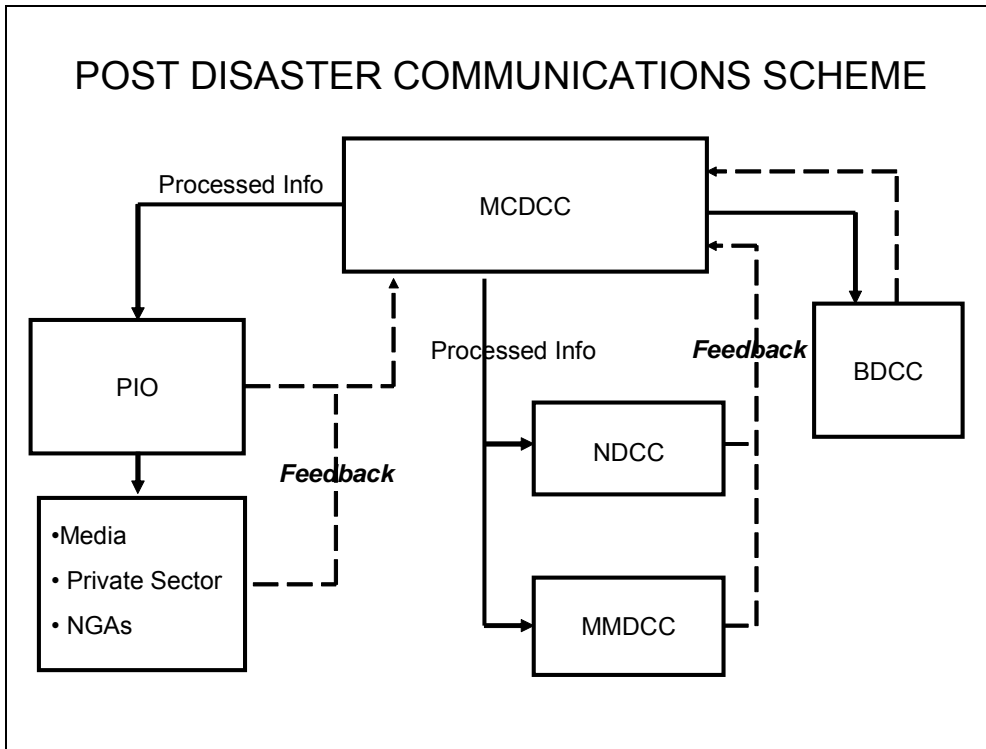 POST DISASTER COMMUNICATIONS SCHEME
MCDCC
Processed Info
PIO
Feedback
•Media
• Private Sector
• NGAs
Processed Info
NDCC
MMDCC
Feedback
BDCC